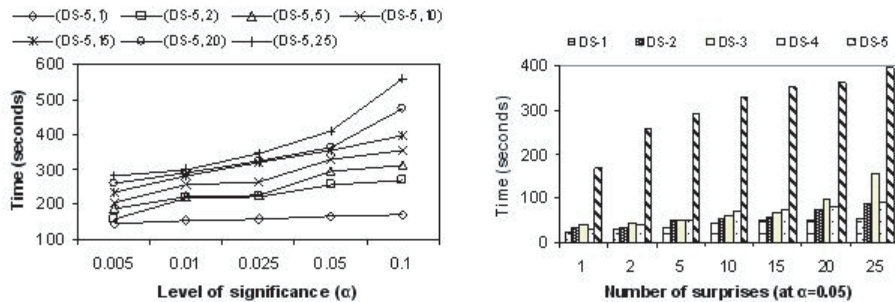 (DS-5,1) (DS-5,2) (DS-5,5) (DS-5,10)
(DS-5,15) (DS-5,20) (DS-5,25)
600
500
400
300
200
100
Time (seconds)
0.005 0.01 0.025 0.05 0.1
Level of significance (α)
DS-1 DS-2 DS-3 DS-4 DS-5
400
300
200
100
0
Time (seconds)
1 2 5 10 15 20 25
Number of surprises (at α=0.05)